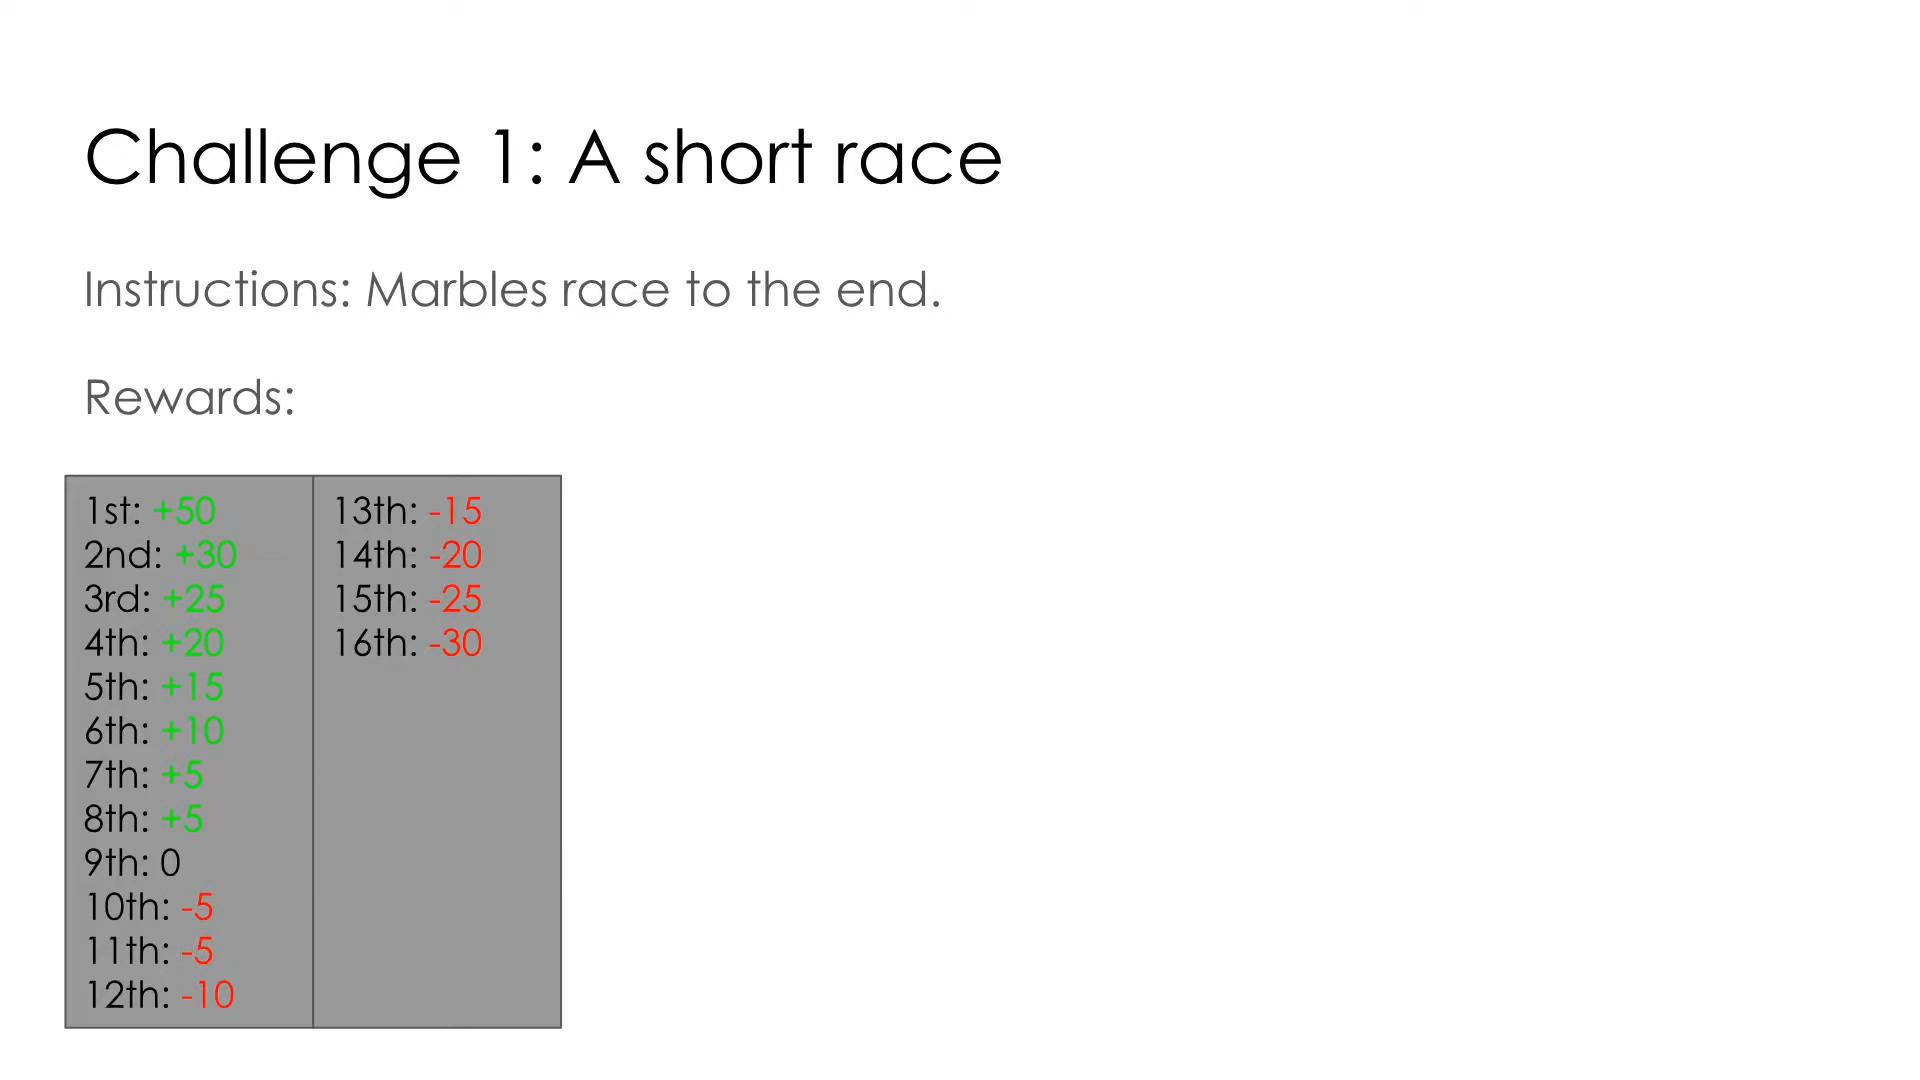 Challenge 1: A short race
Instructions: Marbles race to the end.
Rewards:
1st: +50
2nd: +30
3rd: +25
4th: +20
5th: +15
6th: +10
7th: +5
8th: +5
9th: 0
10th: -5
11th: -5
12th: -10
13th: -15
14th: -20
15th: -25
16th: -30